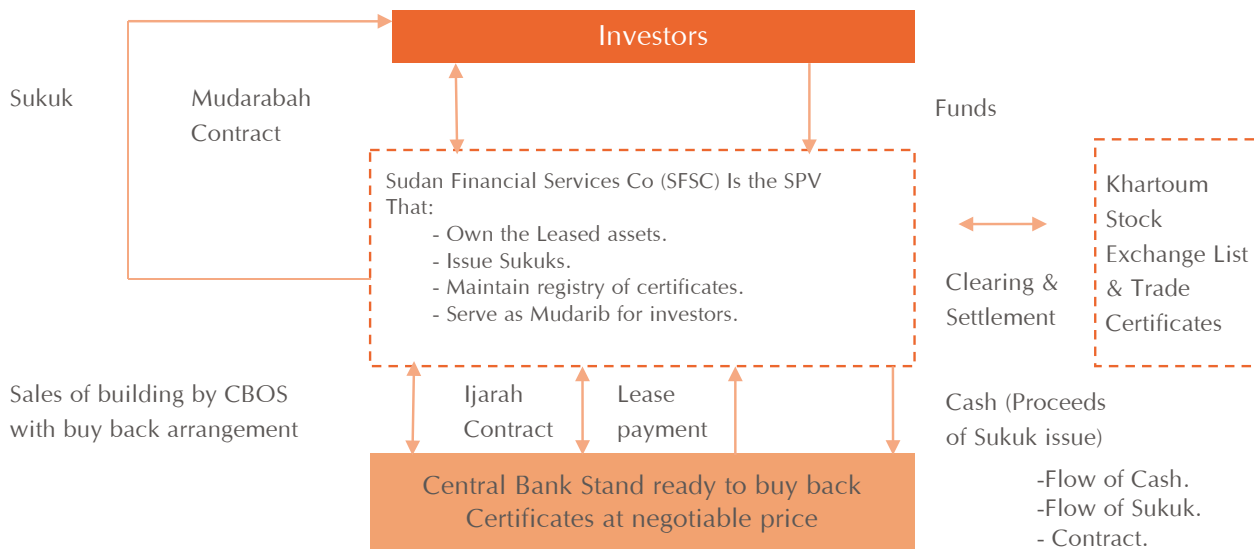 Investors
Sukuk
Mudarabah
Contract
Funds
Sudan Financial Services Co (SFSC) Is the SPV
That:
- Own the Leased assets.
- Issue Sukuks.
- Maintain registry of certificates.
- Serve as Mudarib for investors.
Clearing &
Settlement
Khartoum
Stock
Exchange List
& Trade
Certificates
Sales of building by CBOS
with buy back arrangement
Ijarah
Contract
Lease
payment
Cash (Proceeds
of Sukuk issue)
Central Bank Stand ready to buy back
Certificates at negotiable price
-Flow of Cash.
-Flow of Sukuk.
- Contract.